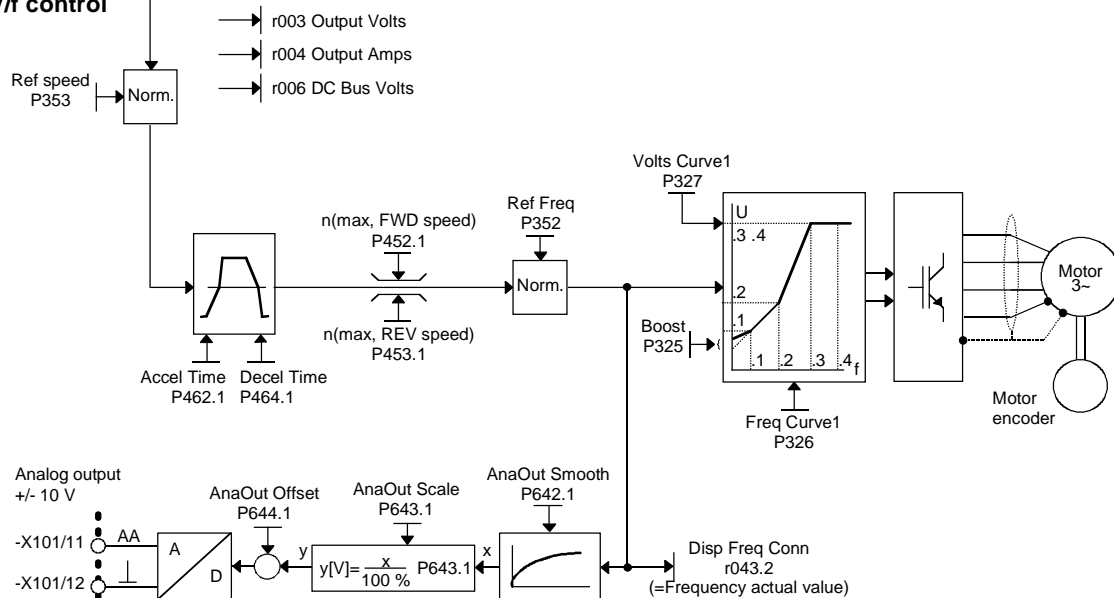 v/f control
r003 Output Volts
r004 Output Amps
r006 DC Bus Volts
Ref speed
P353
Norm.
Volts Curve1
P327
n(max, FWD speed)
P452.1
Ref Freq
P352
Norm.
n(max, REV speed)
P453.1
U
.3 .4
.2
.1
.1 .2 .3 .4 f
Boost
P325
Motor
3~
Accel Time
P462.1
Decel Time
P464.1
Freq Curve1
P326
Motor
encoder
Analog output
+/- 10 V
AnaOut Offset
P644.1
AnaOut Scale
P643.1
AnaOut Smooth
P642.1
-X101/11
AA
A
D
y
y[V]= x
100 % P643.1
x
-X101/12
Disp Freq Conn
r043.2
(=Frequency actual value)